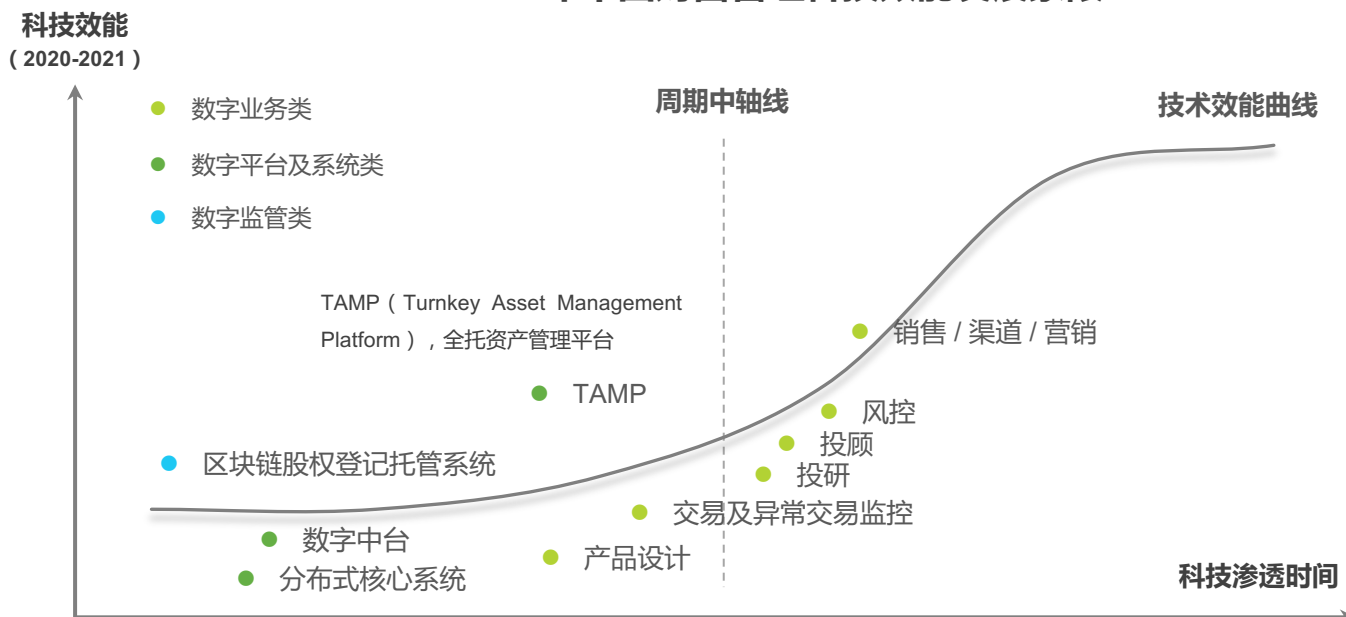 科技效能
（2020-2021）
周期中轴线
技术效能曲线
数字业务类
数字平台及系统类
数字监管类
TAMP（Turnkey Asset Management
Platform），全托资产管理平台
销售 / 渠道 / 营销
TAMP
风控
投顾
区块链股权登记托管系统
投研
交易及异常交易监控
数字中台
产品设计
分布式核心系统
科技渗透时间